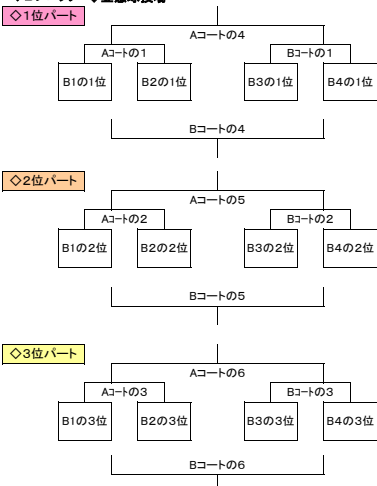 ◇1位パート
Aコートの4
Aコートの1 Bコートの1
B1の1位 B2の1位 B3の1位 B4の1位
Bコートの4
◇2位パート
Aコートの5
Aコートの2 Bコートの2
B1の2位 B2の2位 B3の2位 B4の2位
Bコートの5
◇3位パート
Aコートの6
Aコートの3 Bコートの3
B1の3位 B2の3位 B3の3位 B4の3位
Bコートの6